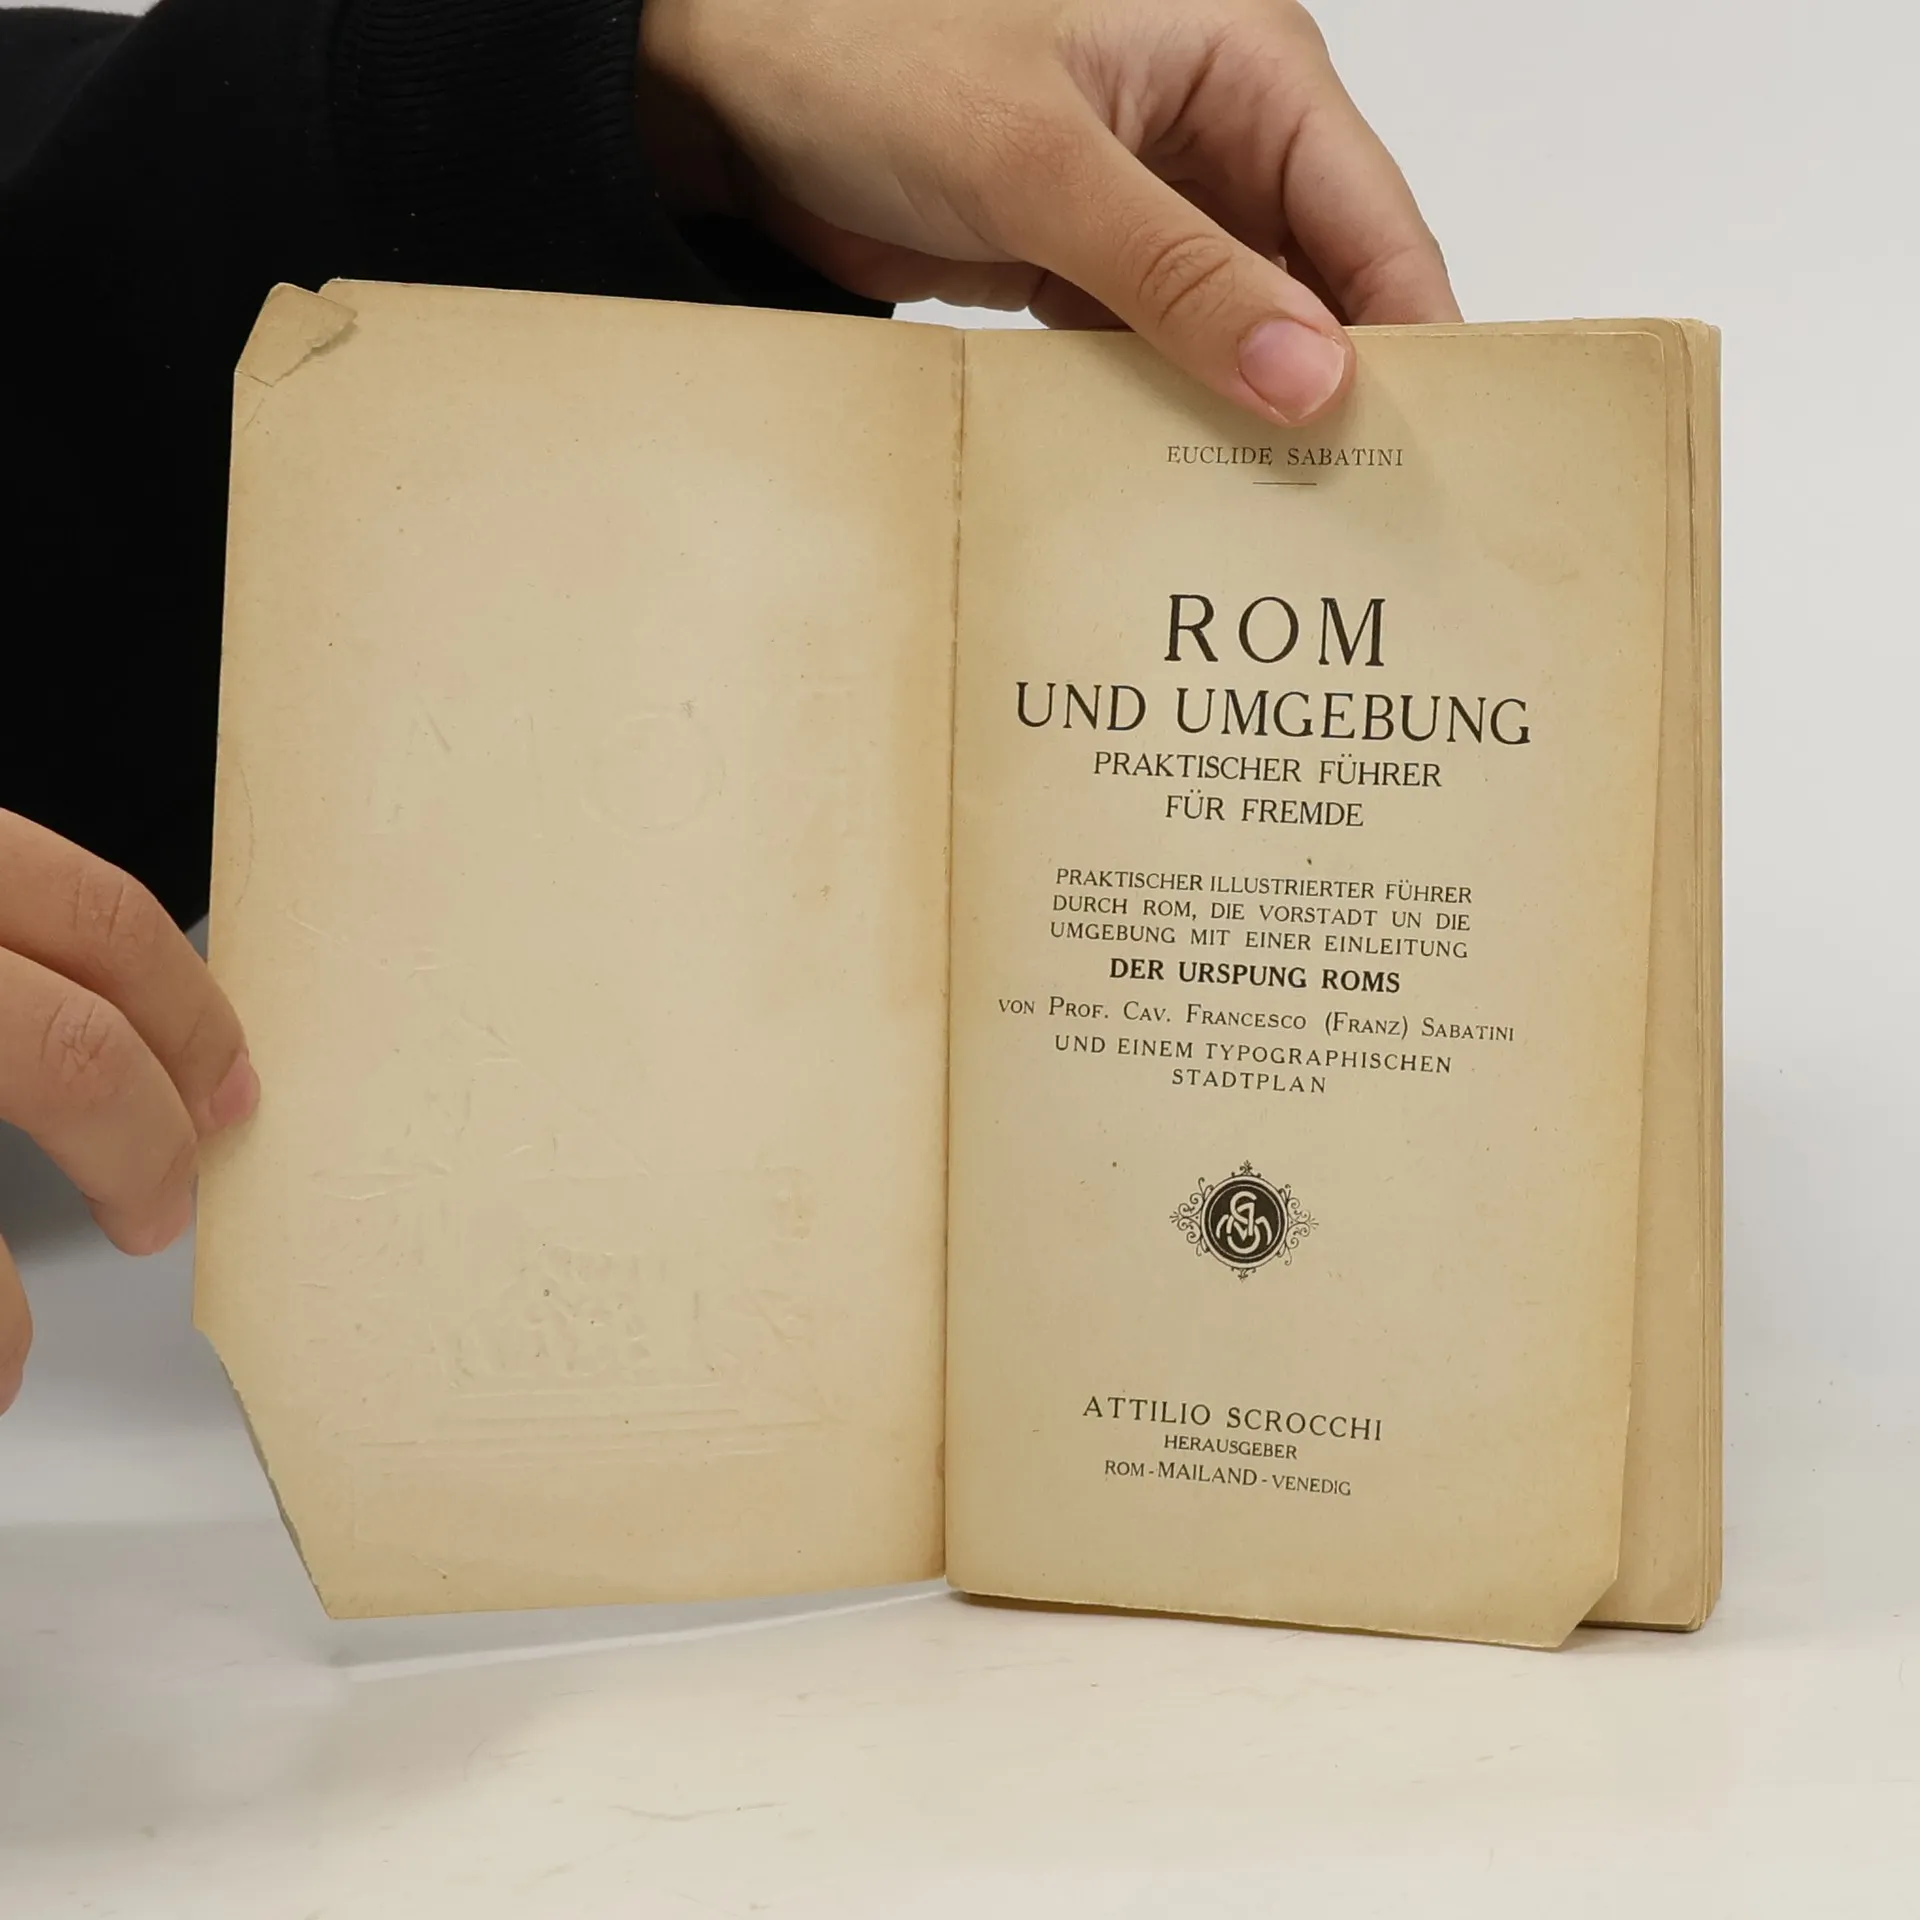 EUCLIDE SABATINI
ROM
UND UMGEBUNG
PRAKTISCHER FÜHRER
FÜR FREMDE
PRAKTISCHER ILLUSTRIERTER FÜHRER
DURCH ROM, DIE VORSTADT UN DIE
UMGEBUNG MIT EINER EINLEITUNG
DER URSPUNG ROMS
VON PROF. CAV. FRANCESCO (FRANZ) SABATINI
UND EINEM TYPOGRAPHISCHEN
STADTPLAN
ATTILIO SCROCCHI
HERAUSGEBER
ROM - MAILAND - VENEDIG